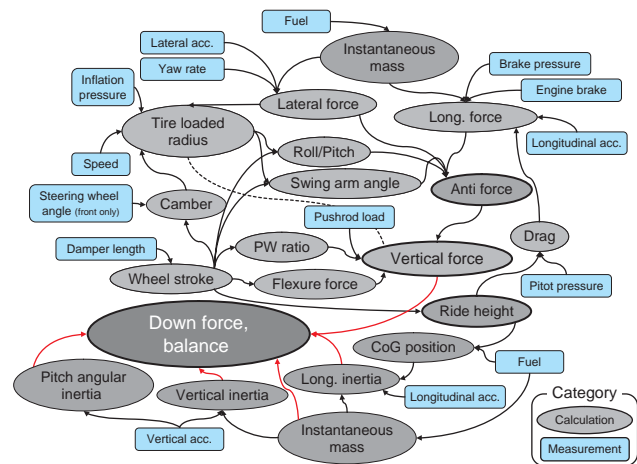 Fuel
Lateral acc.
Yaw rate
Instantaneous
mass
Brake pressure
Engine brake
Inflation
pressure
Lateral force
Long. force
Tire loaded
radius
Longitudinal acc.
Roll/Pitch
Speed
Swing arm angle
Anti force
Steering wheel
angle (front only)
Camber
Pushrod load
Drag
Damper length
PW ratio
Vertical force
Wheel stroke
Flexure force
Pitot pressure
Down force,
balance
Ride height
CoG position
Fuel
Pitch angular
inertia
Long. inertia
Vertical inertia
Longitudinal acc.
Vertical acc.
Instantaneous
mass
Category
Calculation
Measurement